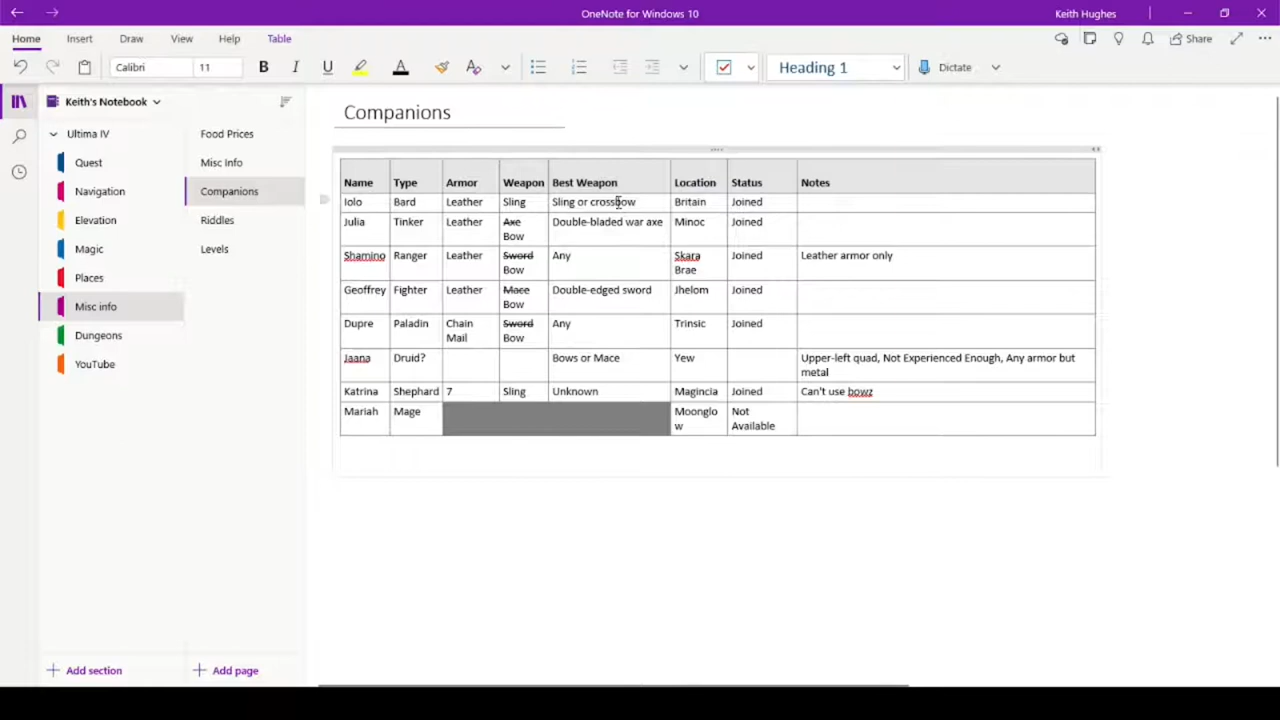 OneNote for Windows 10
Keith Hughes
Home Insert Draw View Help Table
Share
Calibri 11 B I U A Heading 1 Dictate
Keith's Notebook
Ultima IV
Quest
Navigation
Elevation
Magic
Places
Misc info
Dungeons
YouTube
Add section
Food Prices
Misc Info
Companions
Riddles
Levels
Add page
Companions
Name Type Armor Weapon Best Weapon Location Status Notes
Iolo Bard Leather Sling Sling or crossbow Britain Joined
Julia Tinker Leather Axe Double-bladed war axe Minoc Joined
Bow
Shamino Ranger Leather Sword Any Skara Joined Leather armor only
Bow Brae
Geoffrey Fighter Leather Mace Double-edged sword Jhelom Joined
Bow
Dupre Paladin Chain Sword Any Trinsic Joined
Mail Bow
Jaana Druid? Bows or Mace Yew Upper-left quad, Not Experienced Enough, Any armor but
metal
Katrina Shephard 7 Sling Unknown Magincia Joined Can't use bowz
Mariah Mage Moonglo Not
w Available